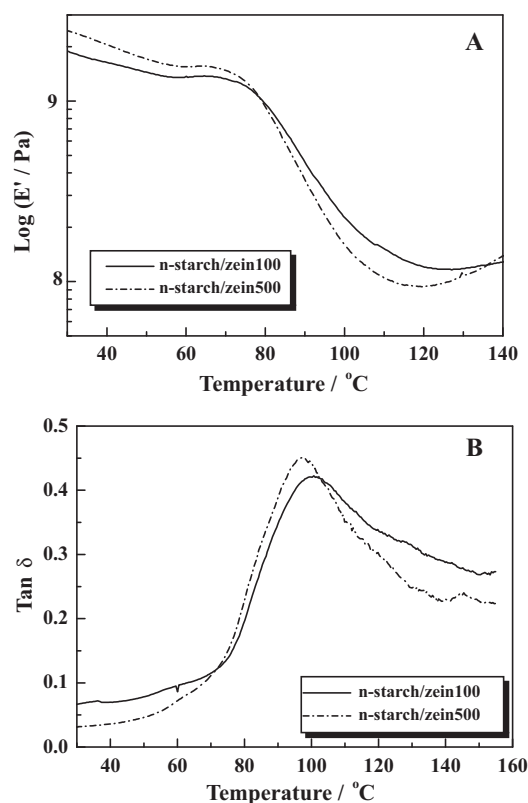 A
9
8
Log (E' / Pa)
n-starch/zein100
n-starch/zein500
40 60 80 100 120 140
Temperature / °C
B
0.5
0.4
0.3
0.2
0.1
0.0
Tan δ
n-starch/zein100
n-starch/zein500
40 60 80 100 120 140 160
Temperature / °C